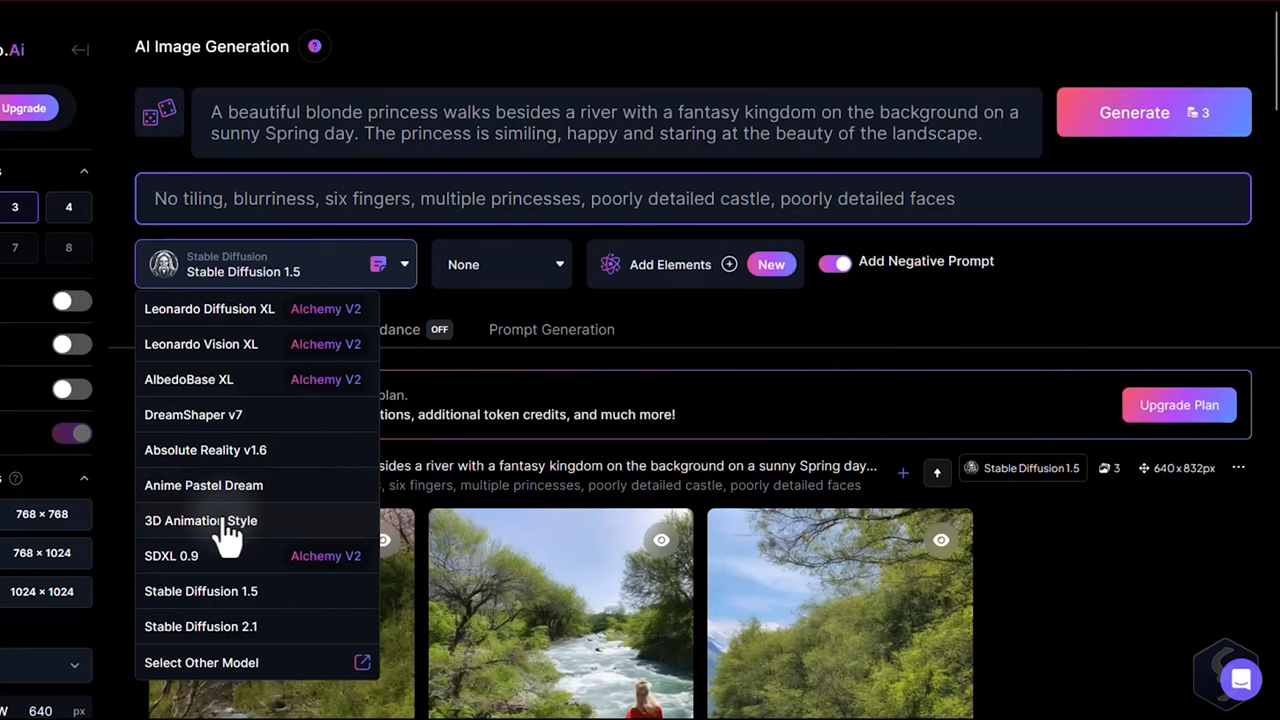 o.Ai
AI Image Generation ?
Upgrade
A beautiful blonde princess walks besides a river with a fantasy kingdom on the background on a
sunny Spring day. The princess is similing, happy and staring at the beauty of the landscape.
Generate 3
No tiling, blurriness, six fingers, multiple princesses, poorly detailed castle, poorly detailed faces
s
3 4
7 8
Stable Diffusion
Stable Diffusion 1.5
None
Add Elements
New
Add Negative Prompt
Leonardo Diffusion XL Alchemy V2
Leonardo Vision XL Alchemy V2
AlbedoBase XL Alchemy V2
DreamShaper v7
Absolute Reality v1.6
Anime Pastel Dream
3D Animation Style
SDXL 0.9 Alchemy V2
Stable Diffusion 1.5
Stable Diffusion 2.1
Select Other Model
dance OFF Prompt Generation
plan.
tions, additional token credits, and much more!
Upgrade Plan
sides a river with a fantasy kingdom on the background on a sunny Spring day...
s, six fingers, multiple princesses, poorly detailed castle, poorly detailed faces
Stable Diffusion 1.5
3
640 x 832px
s ?
768 × 768
768 × 1024
1024 × 1024
W 640 px